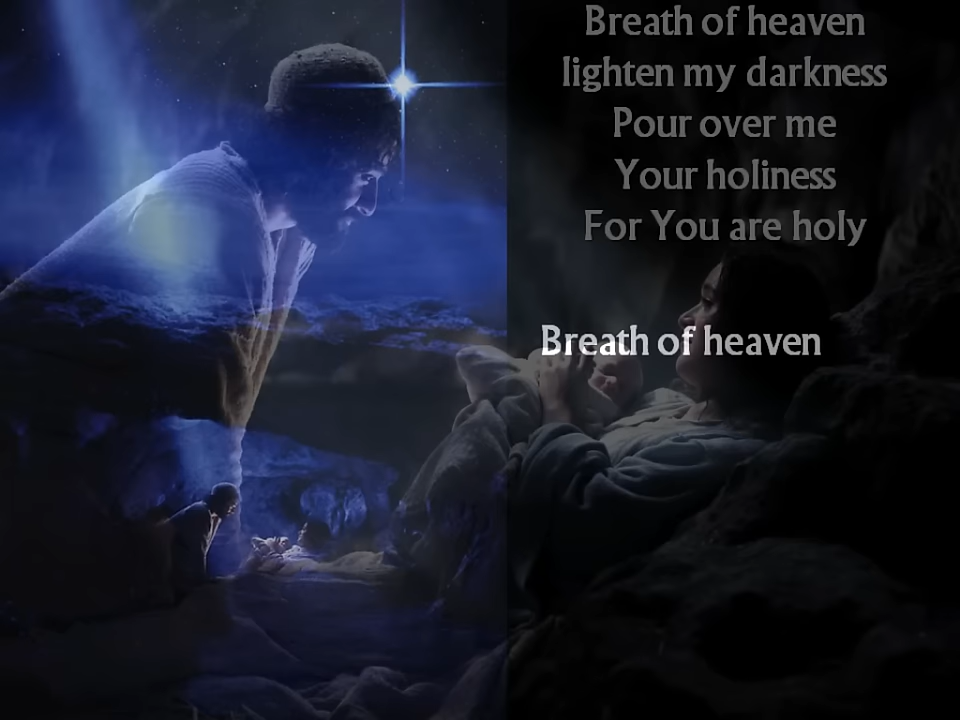 Breath of heaven
lighten my darkness
Pour over me
Your holiness
For You are holy
Breath of heaven